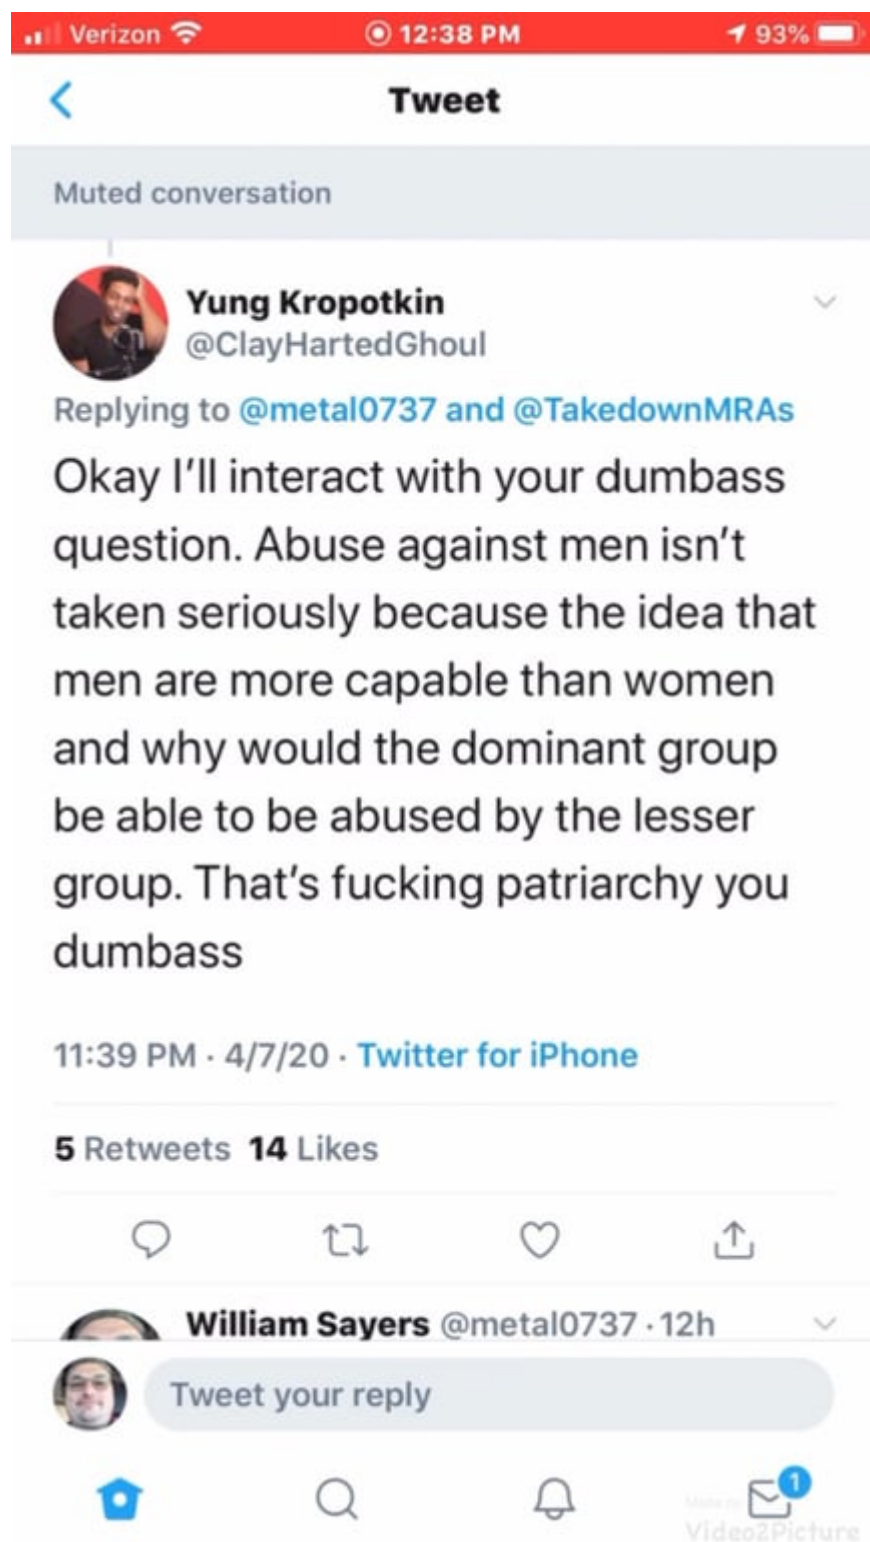 Verizon 12:38 PM 93%
Tweet
Muted conversation
Yung Kropotkin
@ClayHartedGhoul
Replying to @metal0737 and @TakedownMRAs
Okay I’ll interact with your dumbass
question. Abuse against men isn’t
taken seriously because the idea that
men are more capable than women
and why would the dominant group
be able to be abused by the lesser
group. That’s fucking patriarchy you
dumbass
11:39 PM · 4/7/20 · Twitter for iPhone
5 Retweets 14 Likes
William Sayers @metal0737 · 12h
Tweet your reply
1
Made by
Video2Picture